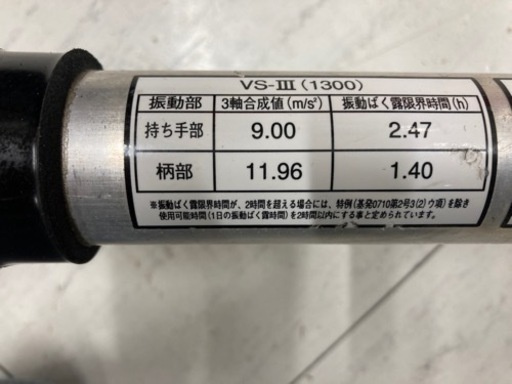 VS-Ⅲ(1300)
振動部 3軸合成値(m/s²) 振動ばく露限界時間(h)
持ち手部 9.00 2.47
柄部 11.96 1.40
※振動ばく露限界時間が、2時間を超える場合には、特例(基発0710第2号3(2)ウ項)を除き
使用可能時間(1日の振動ばく露時間)を2時間以内にする事と定められています。